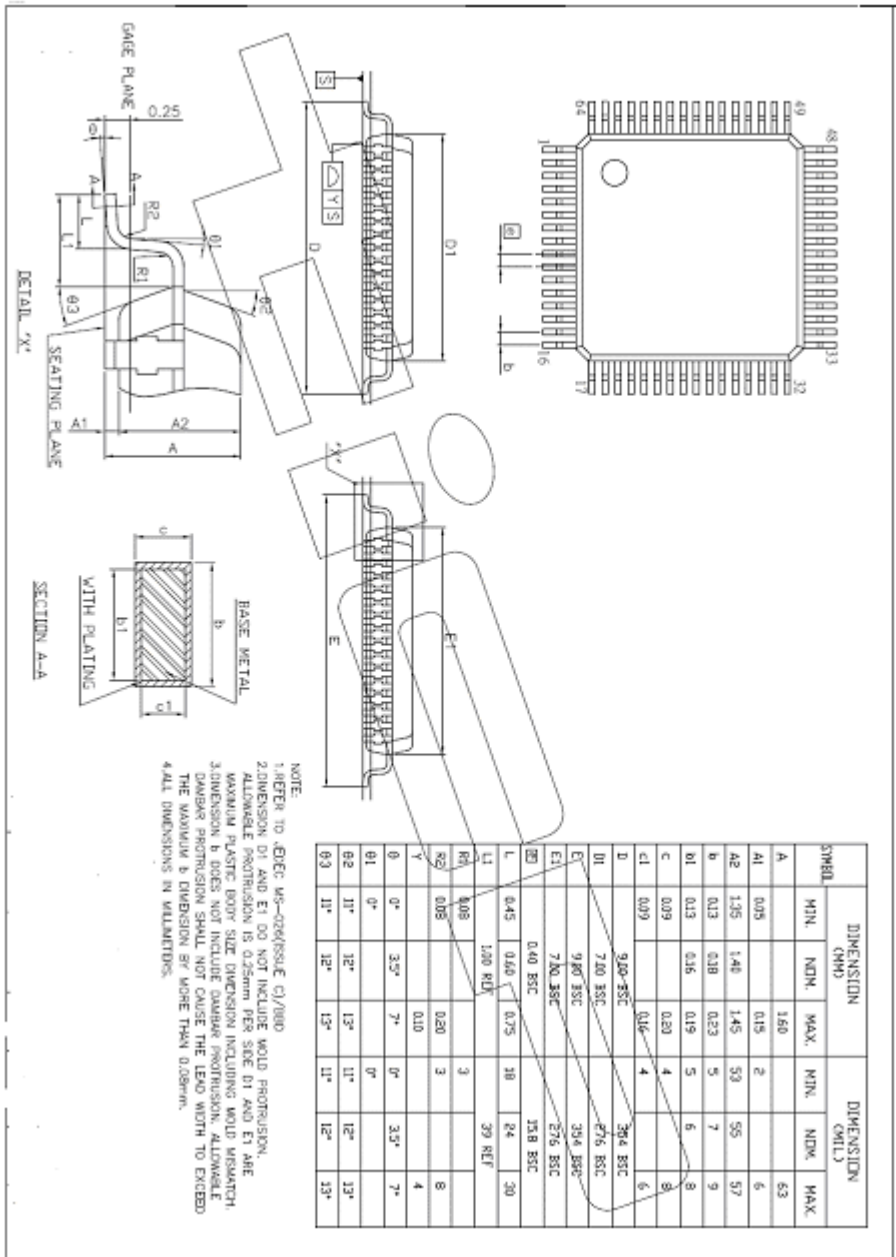 64
49
1
48
e
b
16
33
17
32
S
Y S
D
D1
"X"
E
E1
GAGE PLANE
0.25
θ
A
A
R2
L
L1
R1
θ1
θ2
θ3
DETAIL "X"
SEATING PLANE
A1
A2
A
c
b
b1
c1
BASE METAL
WITH PLATING
SECTION A-A
SYMBOL DIMENSION (MM) DIMENSION (MIL)
MIN. NOM. MAX. MIN. NOM. MAX.
A 1.60 63
A1 0.05 0.15 2 6
A2 1.35 1.40 1.45 53 55 57
b 0.13 0.18 0.23 5 7 9
b1 0.13 0.16 0.19 5 6 8
c 0.09 0.20 4 8
c1 0.09 0.16 4 6
D 9.00 BSC 354 BSC
D1 7.00 BSC 276 BSC
E 9.00 BSC 354 BSC
E1 7.00 BSC 276 BSC
e 0.40 BSC 15.8 BSC
L 0.45 0.60 0.75 18 24 30
L1 1.00 REF 39 REF
R1 0.08 3
R2 0.08 0.20 3 8
Y 0.10 4
θ 0° 3.5° 7° 0° 3.5° 7°
θ1 0° 0°
θ2 11° 12° 13° 11° 12° 13°
θ3 11° 12° 13° 11° 12° 13°
NOTE:
1.REFER TO JEDEC MS-026(ISSUE C)/BBD
2.DIMENSION D1 AND E1 DO NOT INCLUDE MOLD PROTRUSION.
ALLOWABLE PROTRUSION IS 0.25mm PER SIDE D1 AND E1 ARE
MAXIMUM PLASTIC BODY SIZE DIMENSION INCLUDING MOLD MISMATCH.
3.DIMENSION b DOES NOT INCLUDE DAMBAR PROTRUSION. ALLOWABLE
DAMBAR PROTRUSION SHALL NOT CAUSE THE LEAD WIDTH TO EXCEED
THE MAXIMUM b DIMENSION BY MORE THAN 0.08mm.
4.ALL DIMENSIONS IN MILLIMETERS.